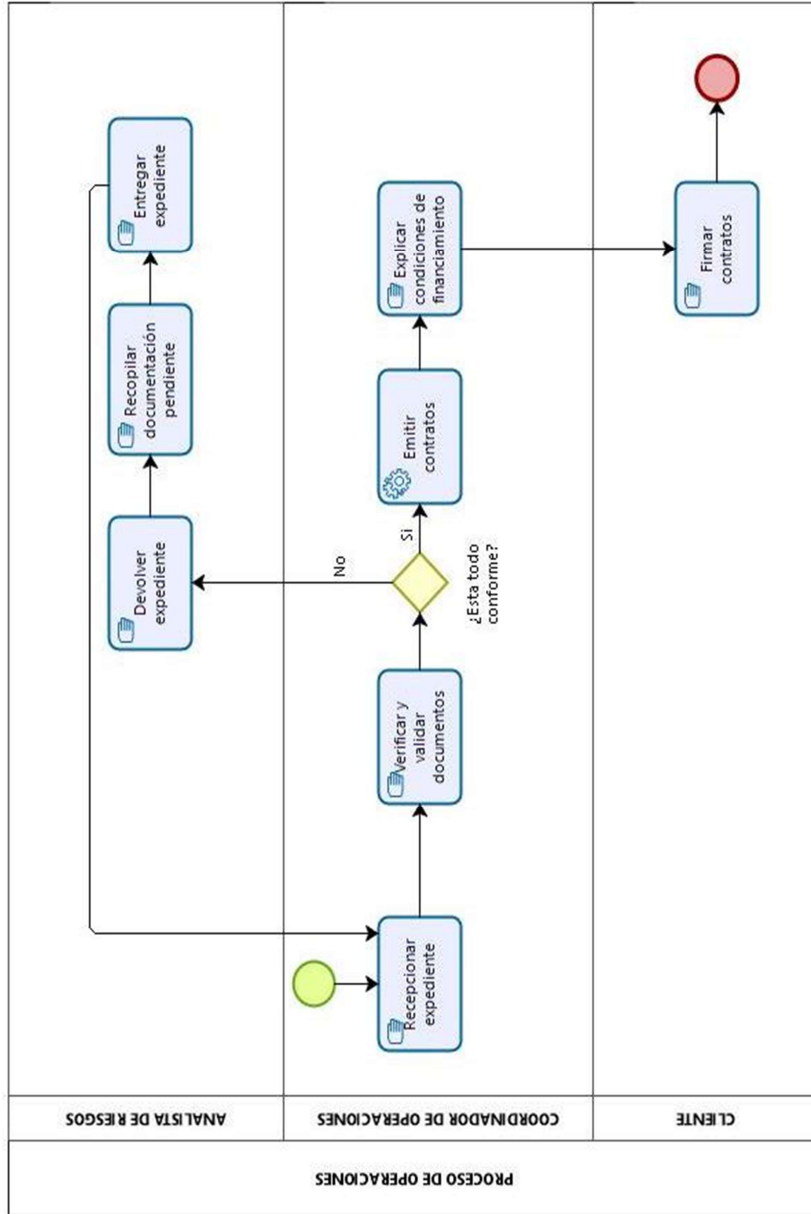 PROCESO DE OPERACIONES
ANALISTA DE RIESGOS
Devolver
expediente
Recopilar
documentación
pendiente
Entregar
expediente
No
COORDINADOR DE OPERACIONES
Recepcionar
expediente
Verificar y
validar
documentos
¿Esta todo
conforme?
Si
Emitir
contratos
Explicar
condiciones de
financiamiento
CLIENTE
Firmar
contratos